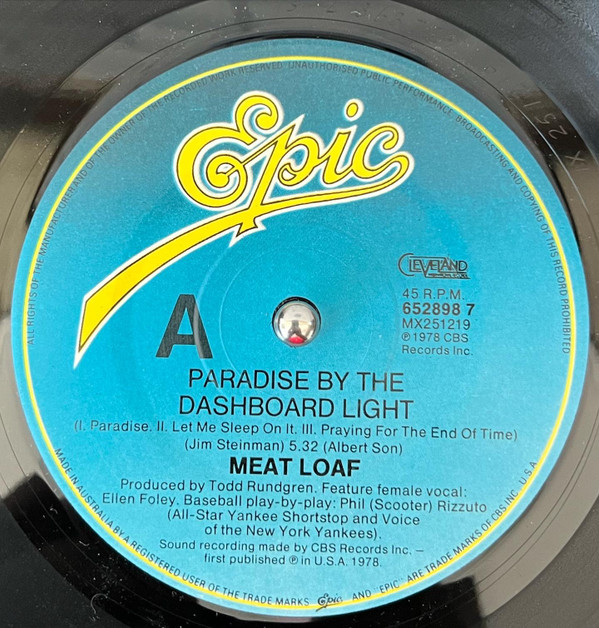 ALL RIGHTS OF THE MANUFACTURER AND OF THE OWNER OF THE RECORDED WORK RESERVED. UNAUTHORISED PUBLIC PERFORMANCE, BROADCASTING AND COPYING OF THIS RECORD PROHIBITED
Epic
CLEVELAND
A
45 R.P.M.
652898 7
MX251219
℗1978 CBS
Records Inc.
PARADISE BY THE
DASHBOARD LIGHT
(I. Paradise. II. Let Me Sleep On It. III. Praying For The End Of Time)
(Jim Steinman) 5.32 (Albert Son)
MEAT LOAF
Produced by Todd Rundgren. Feature female vocal:
Ellen Foley. Baseball play-by-play: Phil (Scooter) Rizzuto
(All-Star Yankee Shortstop and Voice
of the New York Yankees).
Sound recording made by CBS Records Inc. –
first published ℗ in U.S.A. 1978.
MADE IN AUSTRALIA BY A REGISTERED USER OF THE TRADE MARKS Epic AND "EPIC" ARE TRADE MARKS OF CBS INC. U.S.A
X 251